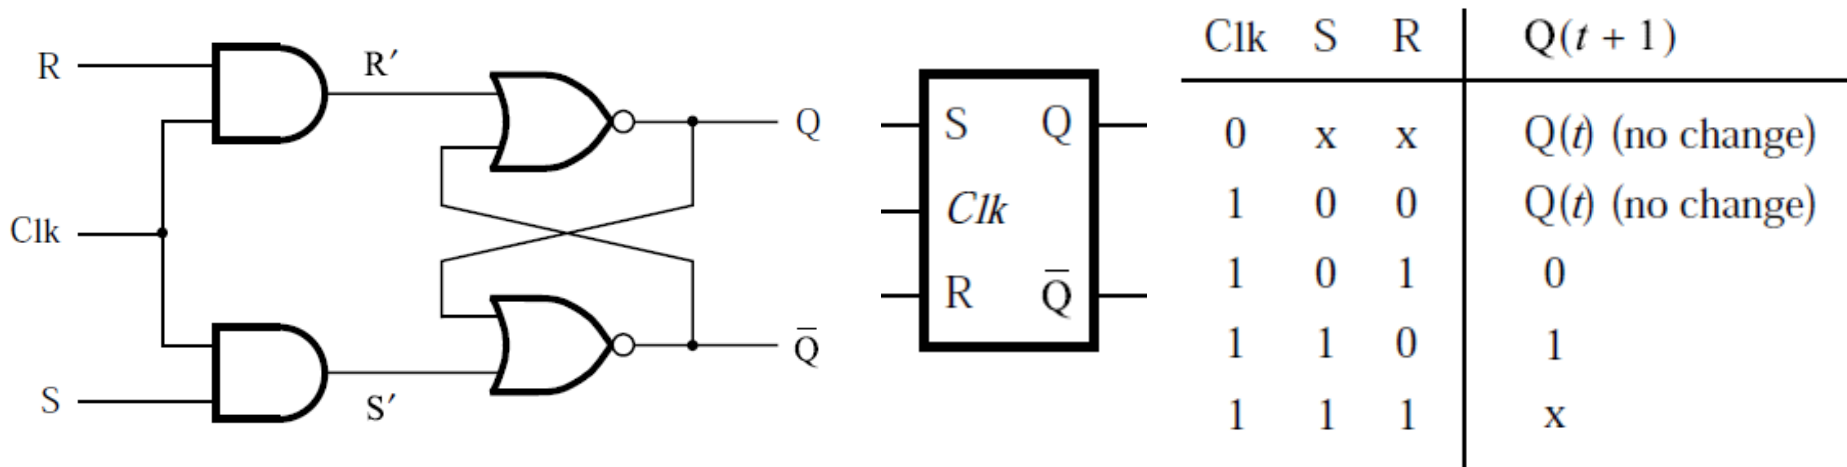 R
R′
Q
Clk
S
S′
Q̅
S Q
Clk
R Q̅
Clk S R Q(t + 1)
0 x x Q(t) (no change)
1 0 0 Q(t) (no change)
1 0 1 0
1 1 0 1
1 1 1 x